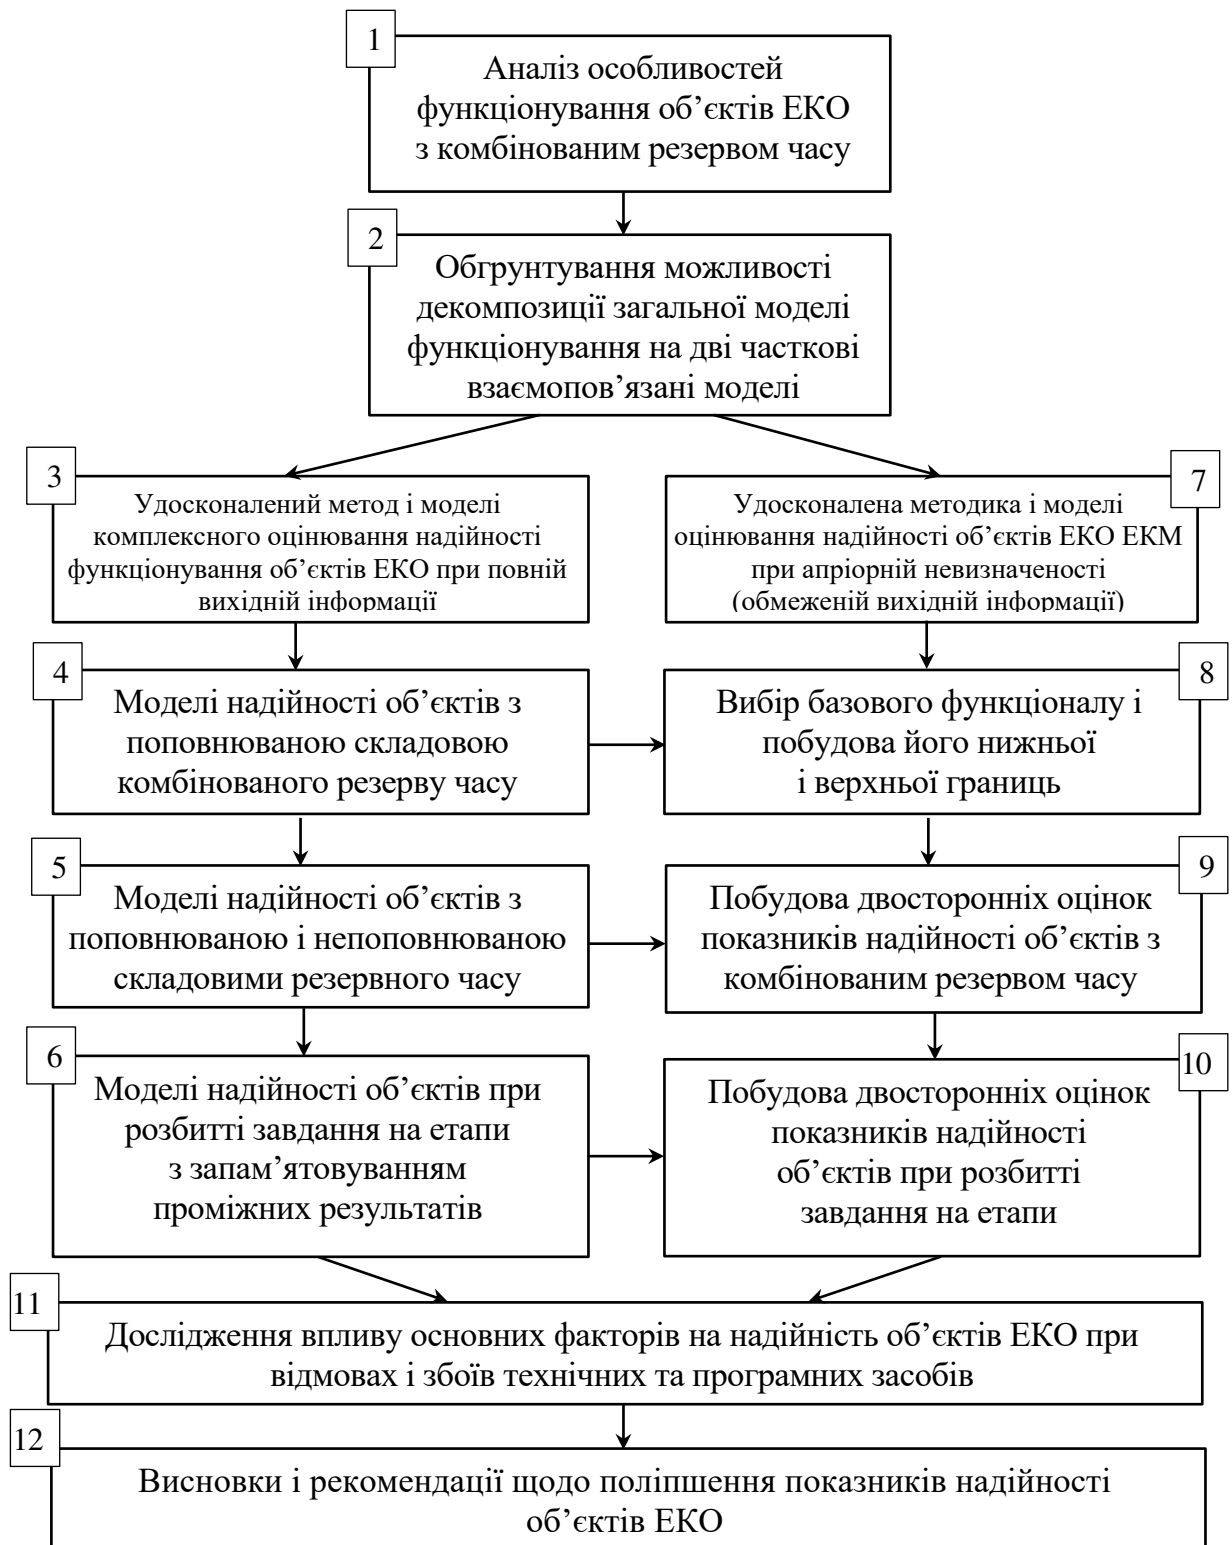 1
Аналіз особливостей
функціонування об’єктів ЕКО
з комбінованим резервом часу
2
Обгрунтування можливості
декомпозиції загальної моделі
функціонування на дві часткові
взаємопов’язані моделі
3
Удосконалений метод і моделі
комплексного оцінювання надійності
функціонування об’єктів ЕКО при повній
вихідній інформації
7
Удосконалена методика і моделі
оцінювання надійності об’єктів ЕКО ЕКМ
при апріорній невизначеності
(обмеженій вихідній інформації)
4
Моделі надійності об’єктів з
поповнюваною складовою
комбінованого резерву часу
8
Вибір базового функціоналу і
побудова його нижньої
і верхньої границь
5
Моделі надійності об’єктів з
поповнюваною і непоповнюваною
складовими резервного часу
9
Побудова двосторонніх оцінок
показників надійності об’єктів з
комбінованим резервом часу
6
Моделі надійності об’єктів при
розбитті завдання на етапи
з запам’ятовуванням
проміжних результатів
10
Побудова двосторонніх оцінок
показників надійності
об’єктів при розбитті
завдання на етапи
11
Дослідження впливу основних факторів на надійність об’єктів ЕКО при
відмовах і збоїв технічних та програмних засобів
12
Висновки і рекомендації щодо поліпшення показників надійності
об’єктів ЕКО